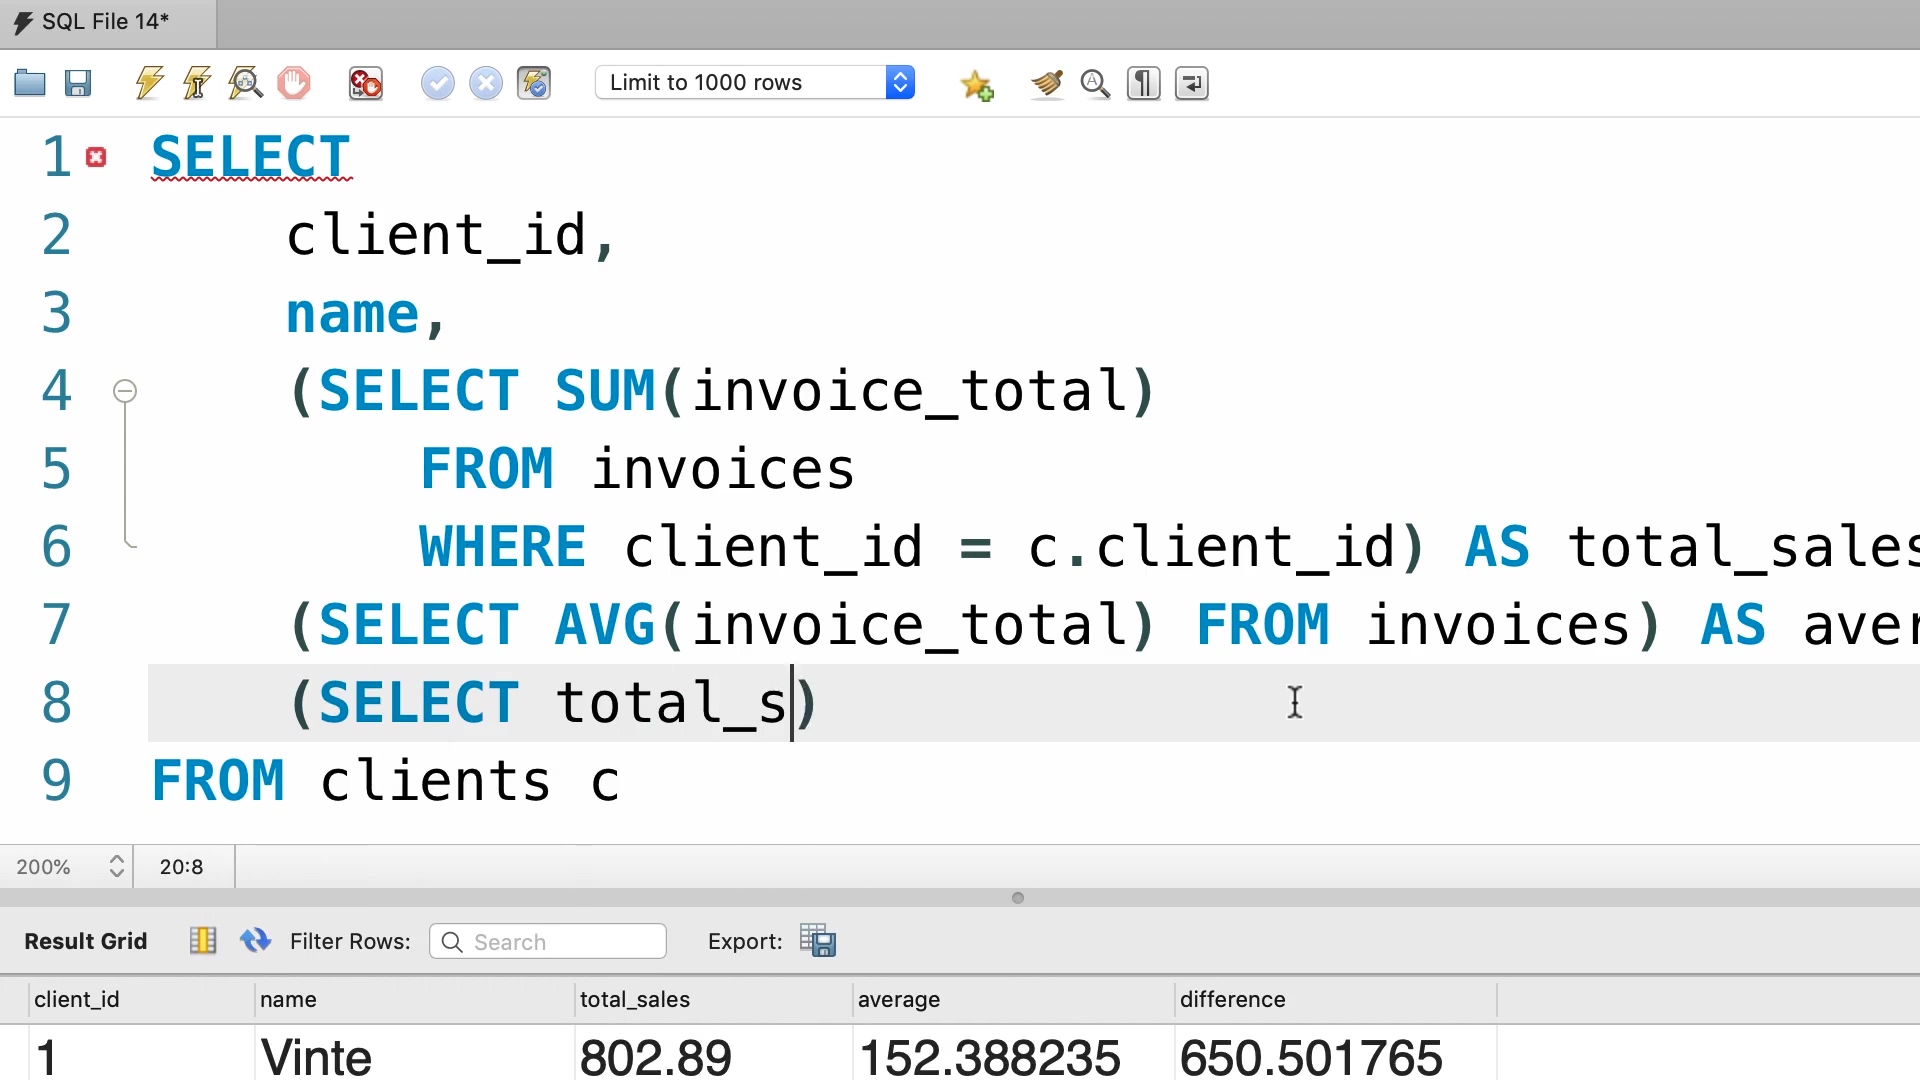 SQL File 14*
Limit to 1000 rows
1 SELECT
2 client_id,
3 name,
4 (SELECT SUM(invoice_total)
5 FROM invoices
6 WHERE client_id = c.client_id) AS total_sales
7 (SELECT AVG(invoice_total) FROM invoices) AS aver
8 (SELECT total_s)
9 FROM clients c
200% 20:8
Result Grid Filter Rows: Search Export:
client_id name total_sales average difference
1 Vinte 802.89 152.388235 650.501765